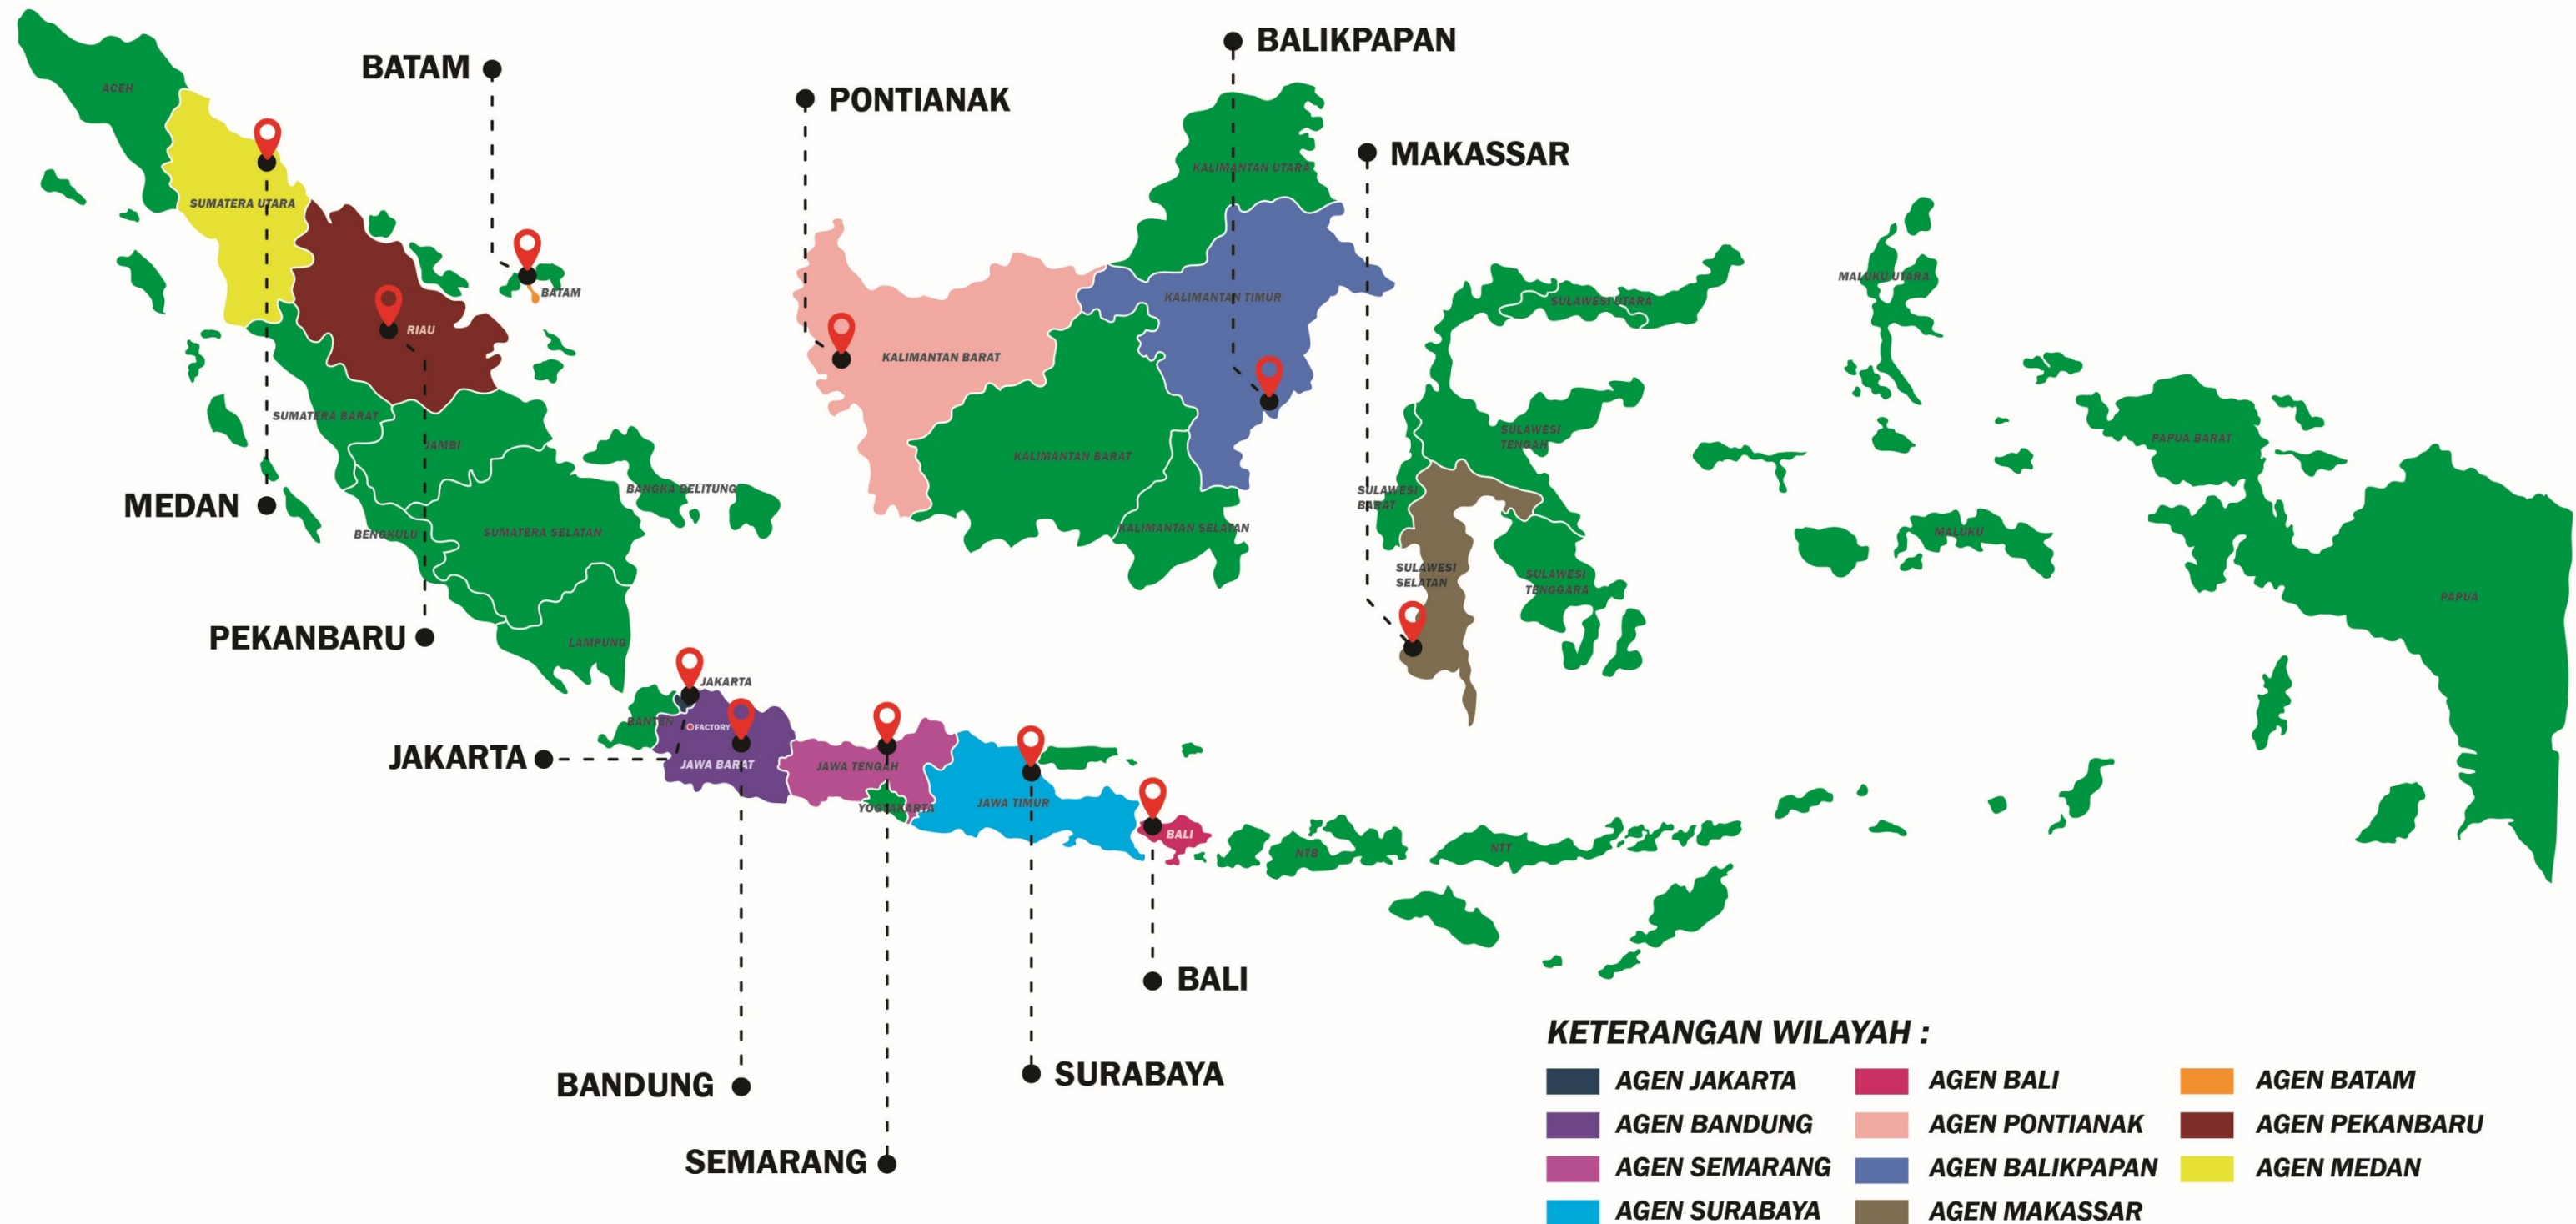 BALIKPAPAN
BATAM
PONTIANAK
ACEH
MAKASSAR
KALIMANTAN UTARA
SUMATERA UTARA
MALUKU UTARA
BATAM
KALIMANTAN TIMUR
SULAWESI UTARA
RIAU
KALIMANTAN BARAT
SUMATERA BARAT
JAMBI
SULAWESI
TENGAH
PAPUA BARAT
KALIMANTAN BARAT
BANGKA BELITUNG
SULAWESI
BARAT
MEDAN
BENGKULU
SUMATERA SELATAN
KALIMANTAN SELATAN
MALUKU
SULAWESI
SELATAN
SULAWESI
TENGGARA
PAPUA
PEKANBARU
LAMPUNG
JAKARTA
BANTEN
FACTORY
JAKARTA
JAWA BARAT
JAWA TENGAH
YOGYAKARTA
JAWA TIMUR
BALI
NTB
NTT
BALI
BANDUNG
SURABAYA
SEMARANG
KETERANGAN WILAYAH :
AGEN JAKARTA
AGEN BANDUNG
AGEN SEMARANG
AGEN SURABAYA
AGEN BALI
AGEN PONTIANAK
AGEN BALIKPAPAN
AGEN MAKASSAR
AGEN BATAM
AGEN PEKANBARU
AGEN MEDAN